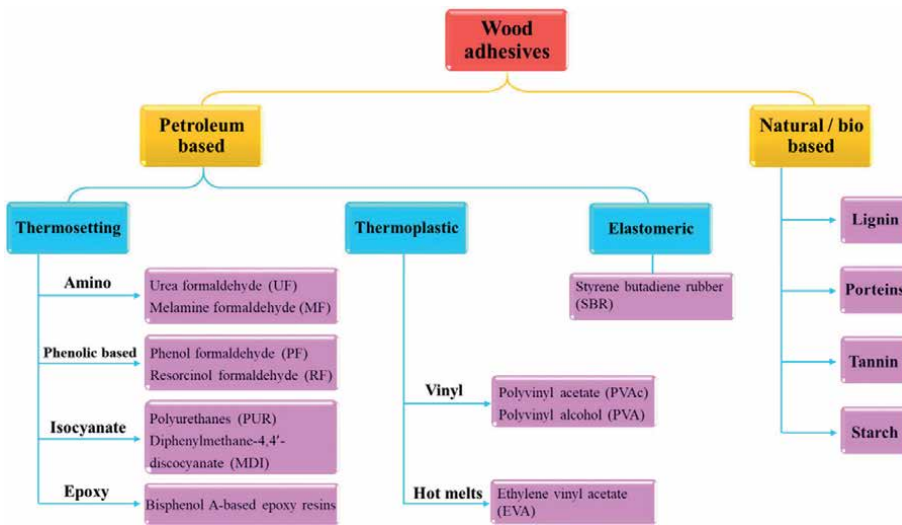 Wood
adhesives
Petroleum
based
Natural / bio
based
Thermosetting
Thermoplastic
Elastomeric
Amino
Urea formaldehyde (UF)
Melamine formaldehyde (MF)
Phenolic based
Phenol formaldehyde (PF)
Resorcinol formaldehyde (RF)
Isocyanate
Polyurethanes (PUR)
Diphenylmethane-4,4′-
discocyanate (MDI)
Epoxy
Bisphenol A-based epoxy resins
Vinyl
Polyvinyl acetate (PVAc)
Polyvinyl alcohol (PVA)
Hot melts
Ethylene vinyl acetate
(EVA)
Styrene butadiene rubber
(SBR)
Lignin
Porteins
Tannin
Starch